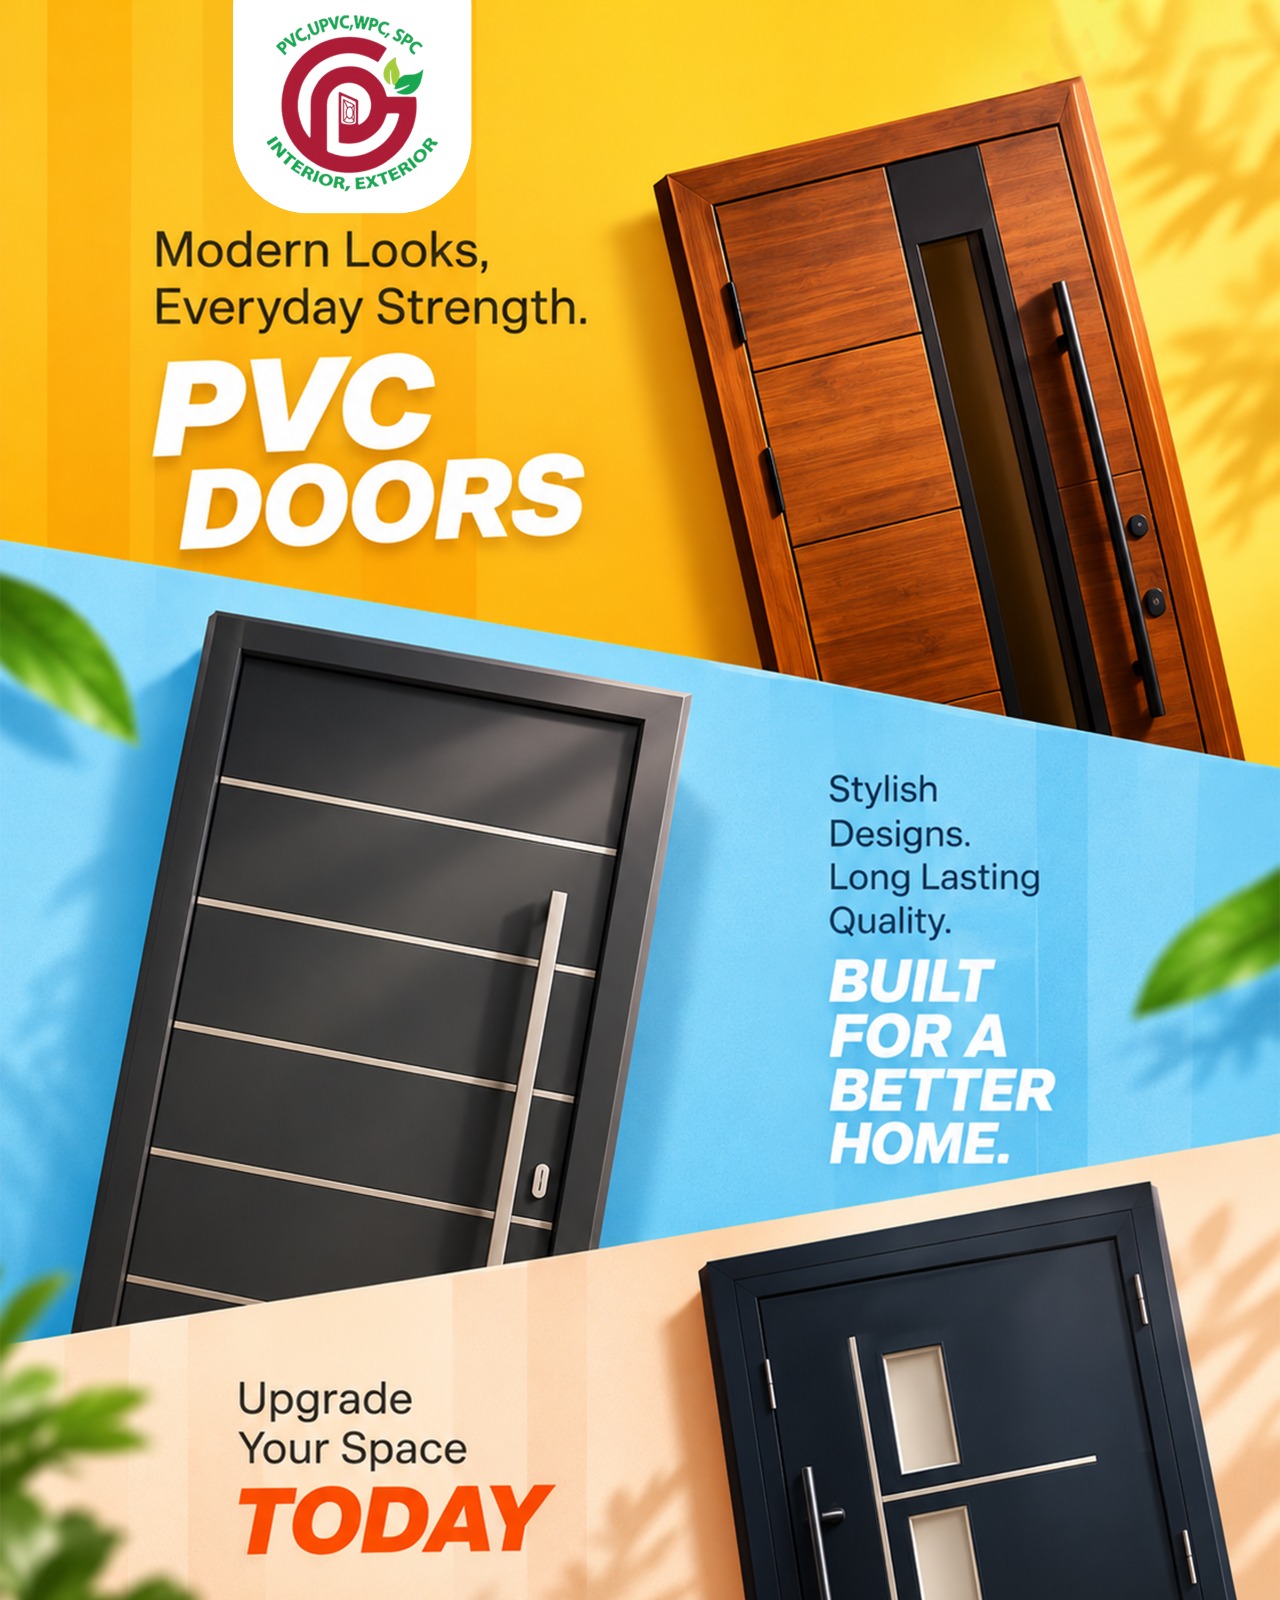 PVC,UPVC,WPC, SPC
INTERIOR, EXTERIOR
Modern Looks,
Everyday Strength.
PVC
DOORS
Stylish
Designs.
Long Lasting
Quality.
BUILT
FOR A
BETTER
HOME.
Upgrade
Your Space
TODAY